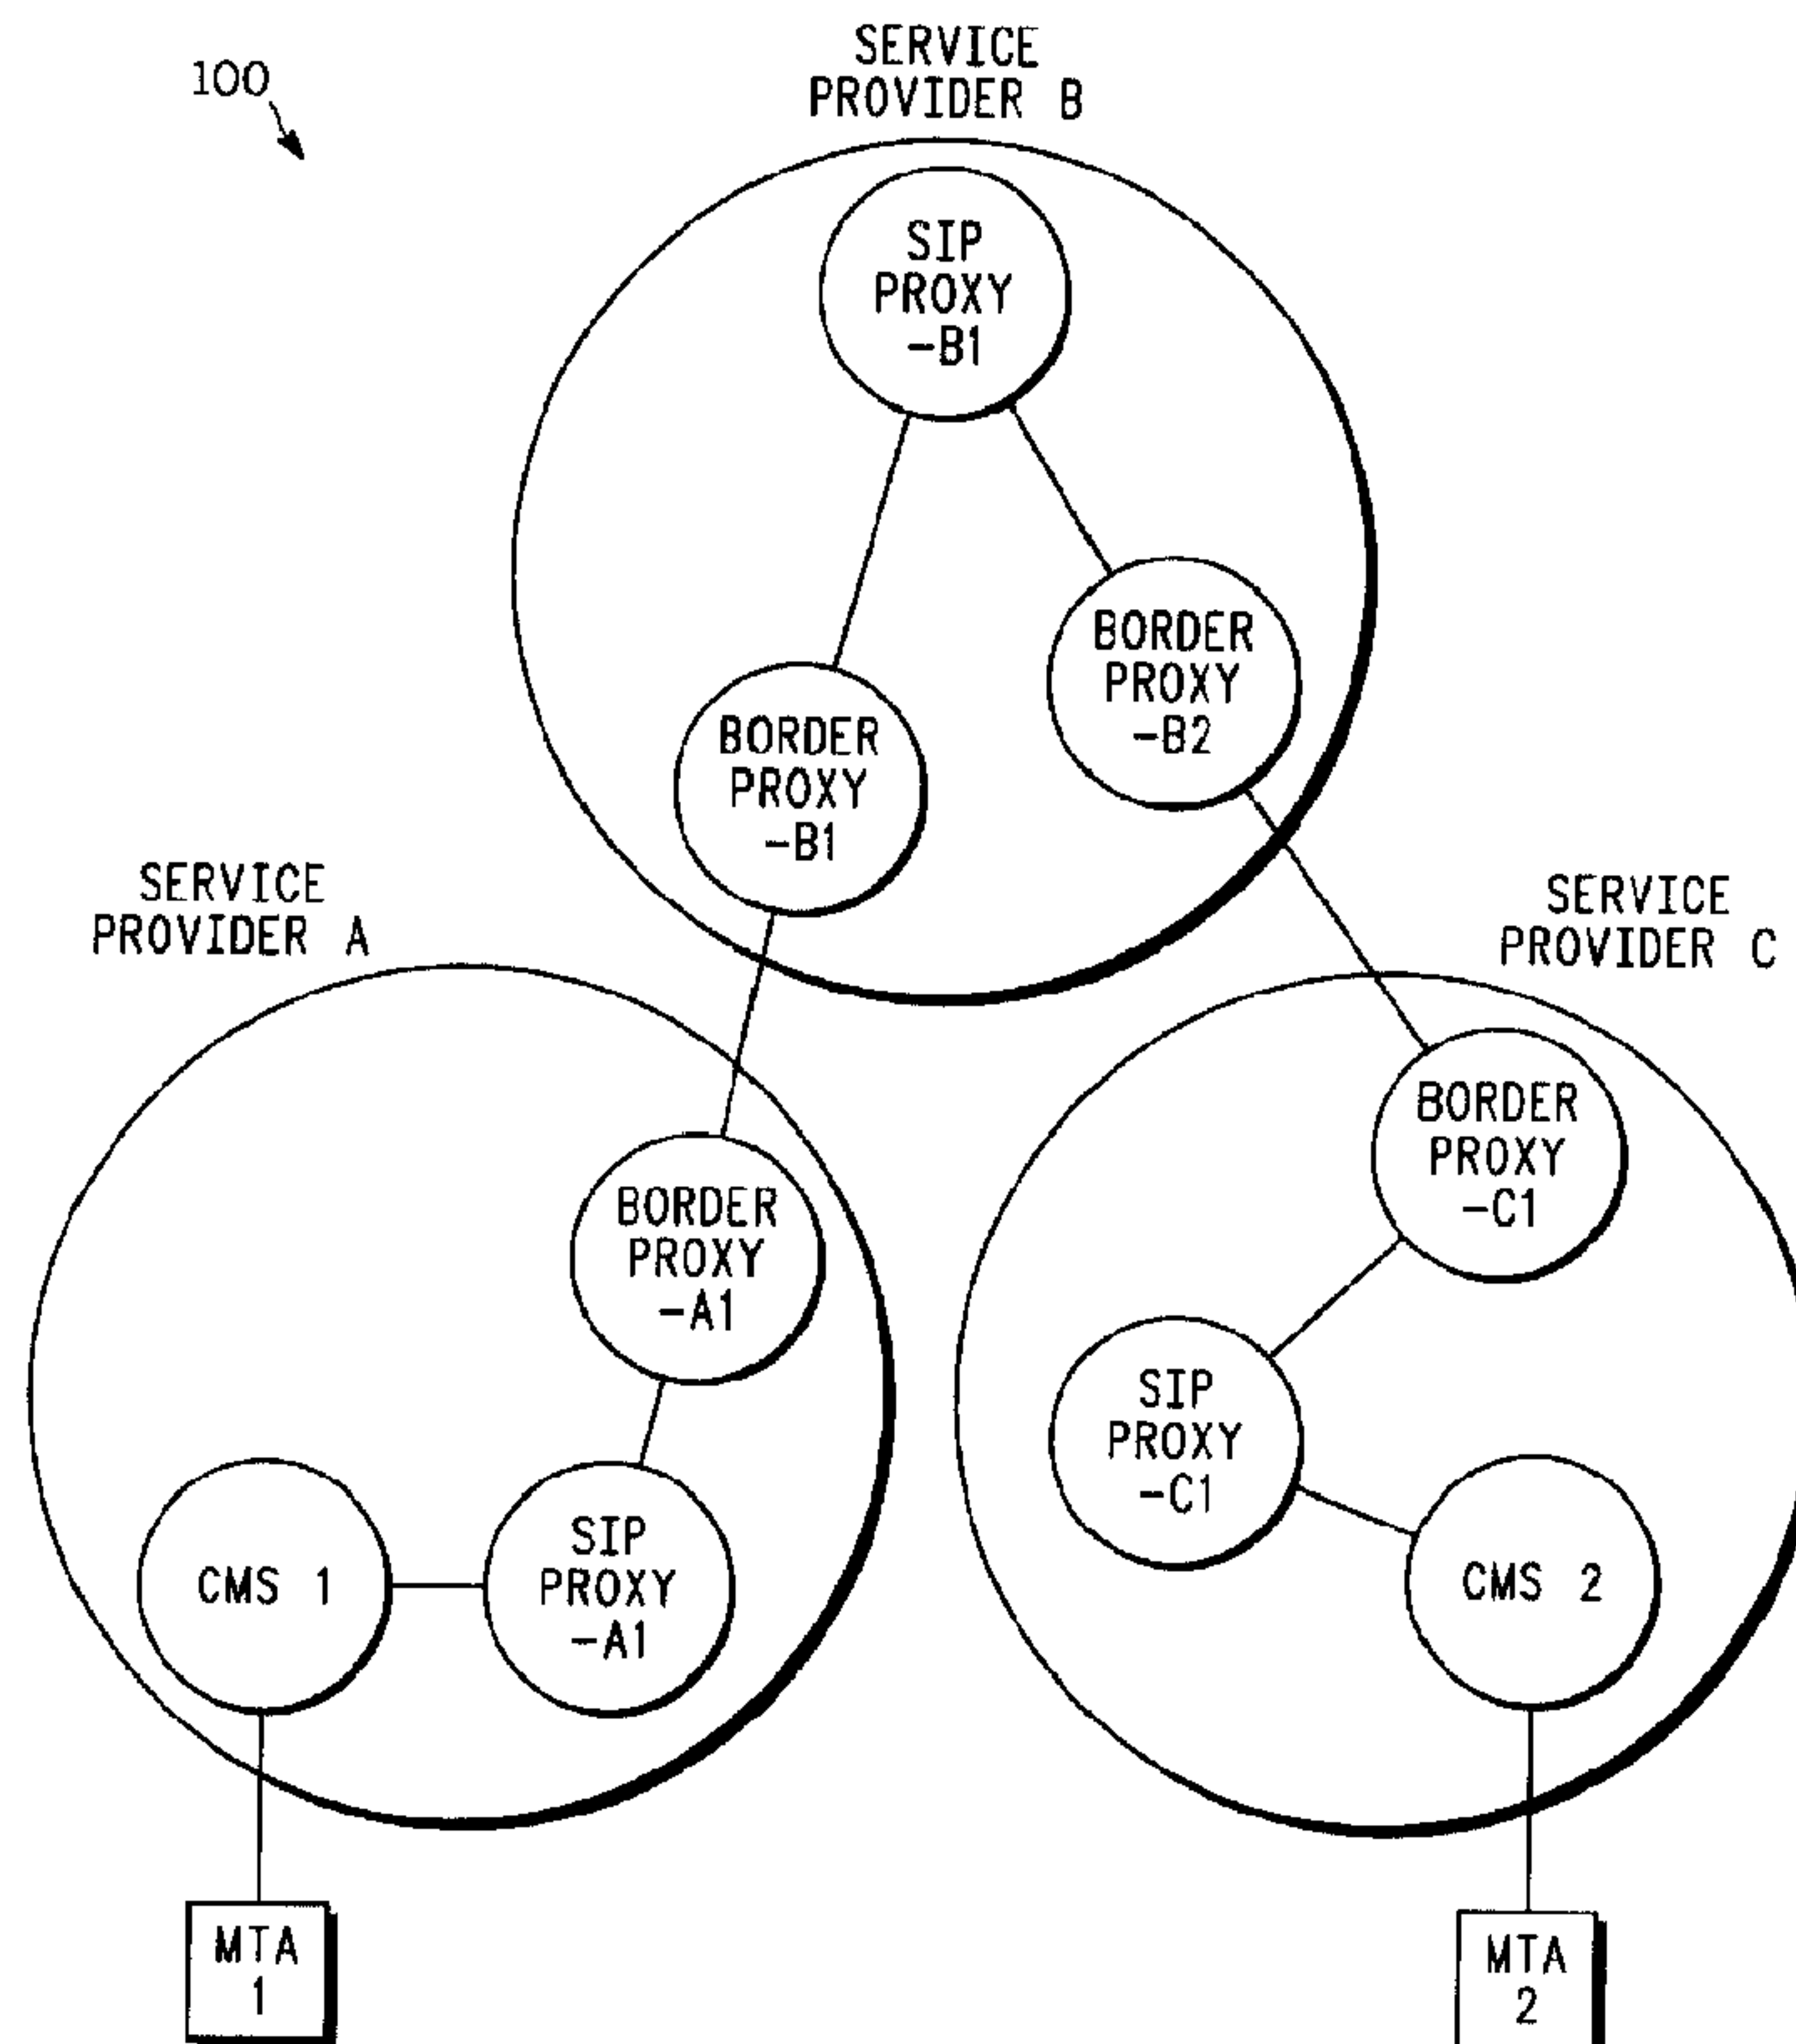 100
SERVICE
PROVIDER B
SIP
PROXY
-B1
BORDER
PROXY
-B2
BORDER
PROXY
-B1
SERVICE
PROVIDER A
SERVICE
PROVIDER C
BORDER
PROXY
-C1
BORDER
PROXY
-A1
SIP
PROXY
-C1
CMS 1
SIP
PROXY
-A1
CMS 2
MTA
1
MTA
2